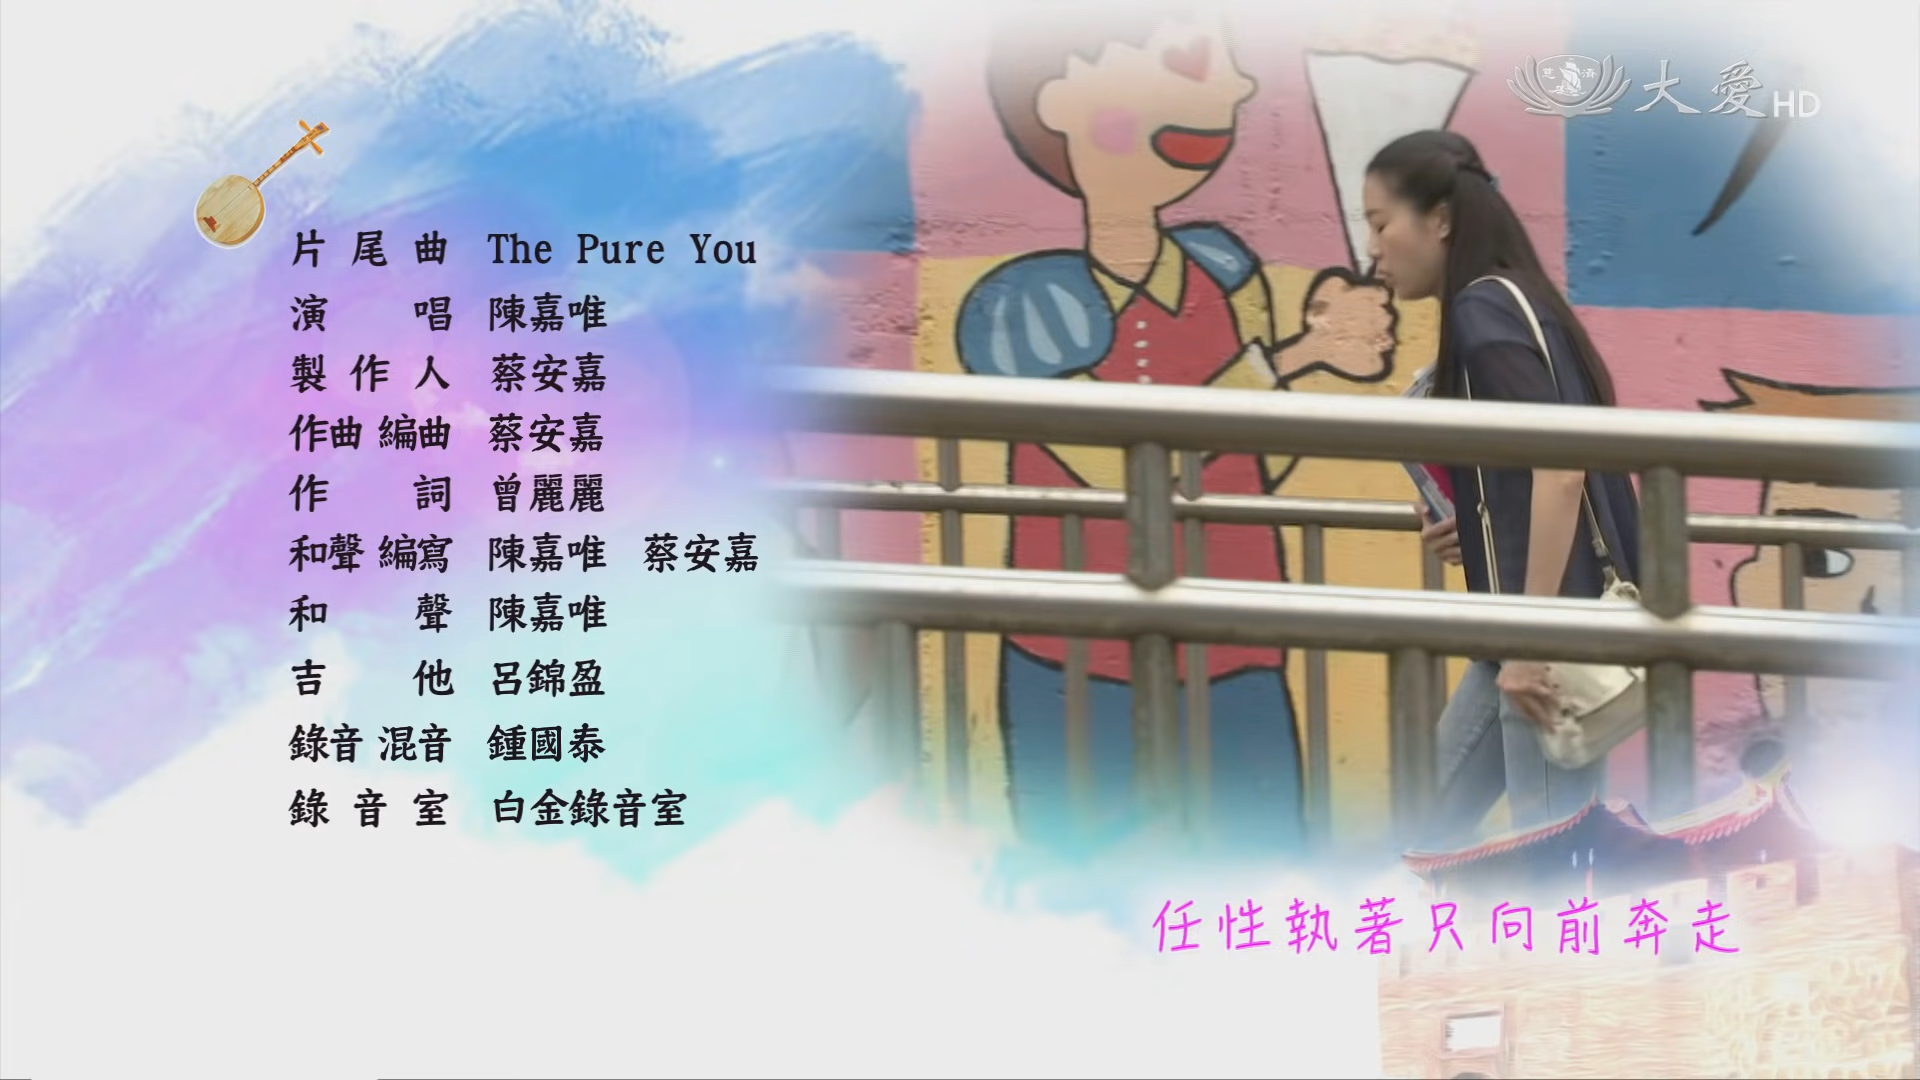 大愛HD
片尾曲 The Pure You
演唱 陳嘉唯
製作人 蔡安嘉
作曲 編曲 蔡安嘉
作詞 曾麗麗
和聲 編寫 陳嘉唯 蔡安嘉
和聲 陳嘉唯
吉他 呂錦盈
錄音 混音 鍾國泰
錄音室 白金錄音室
任性執著只向前奔走